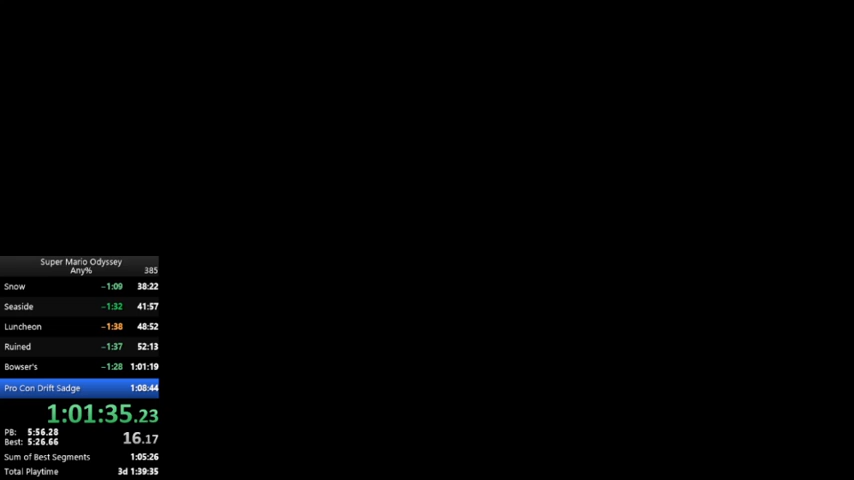 Super Mario Odyssey
Any% 385
Snow −1:09 38:22
Seaside −1:32 41:57
Luncheon −1:38 48:52
Ruined −1:37 52:13
Bowser's −1:28 1:01:19
Pro Con Drift Sadge 1:08:44
1:01:35.23
PB: 5:56.28
Best: 5:26.66
16.17
Sum of Best Segments 1:05:26
Total Playtime 3d 1:39:35